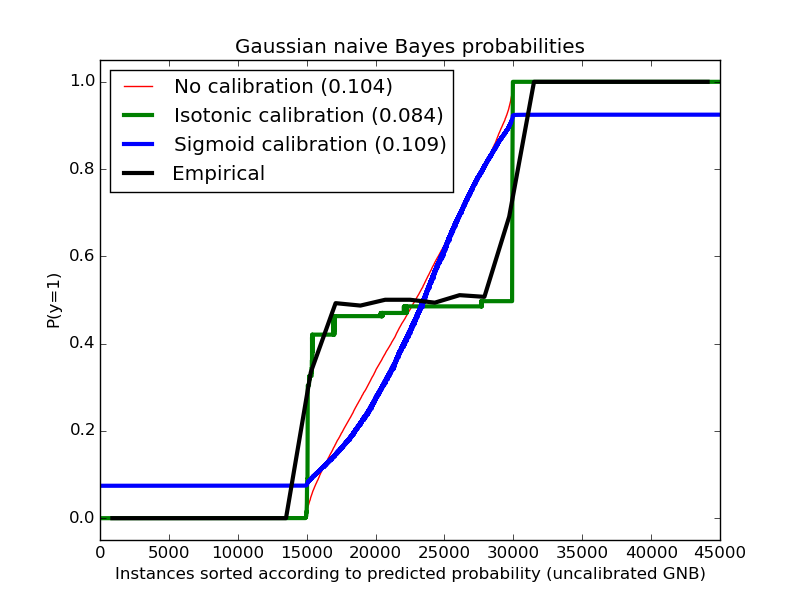 Gaussian naive Bayes probabilities
No calibration (0.104)
Isotonic calibration (0.084)
Sigmoid calibration (0.109)
Empirical
P(y=1)
1.0
0.8
0.6
0.4
0.2
0.0
0 5000 10000 15000 20000 25000 30000 35000 40000 45000
Instances sorted according to predicted probability (uncalibrated GNB)